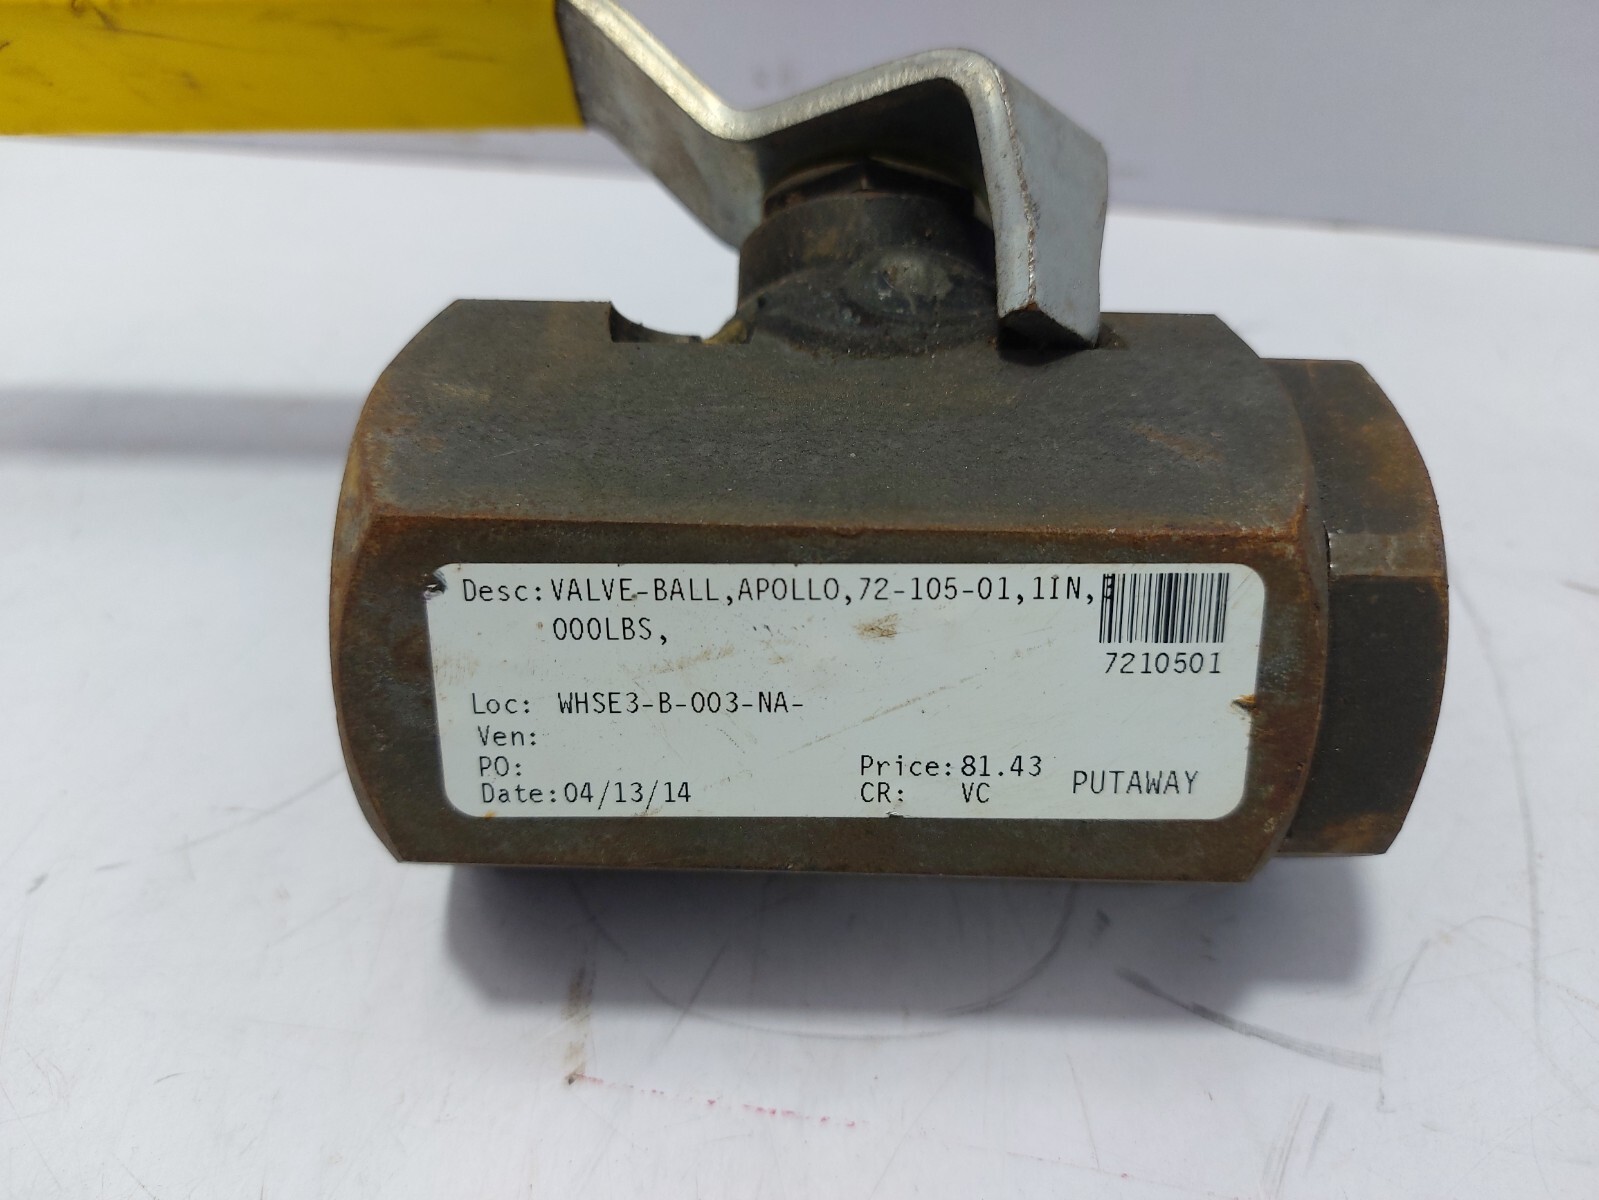 Desc:VALVE-BALL,APOLLO,72-105-01,1IN,
000LBS,
7210501
Loc: WHSE3-B-003-NA-
Ven:
PO:
Date:04/13/14
Price:81.43
CR: VC
PUTAWAY